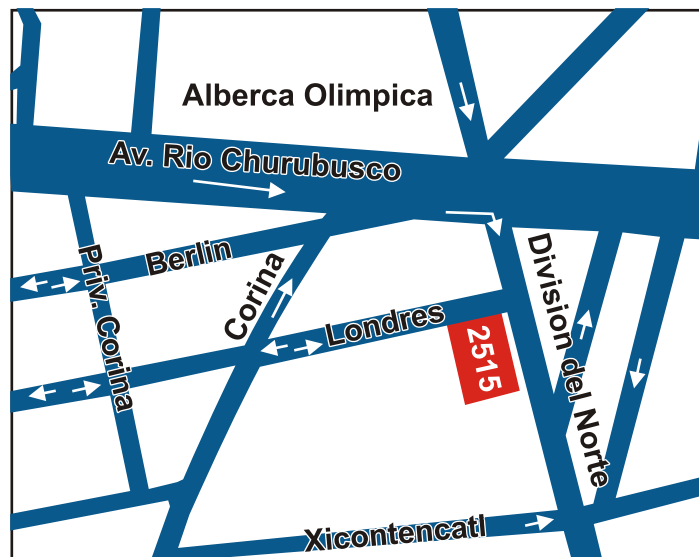 Alberca Olimpica
Av. Rio Churubusco
Berlin
Priv. Corina
Corina
Londres
2515
Division del Norte
Xicontencatl